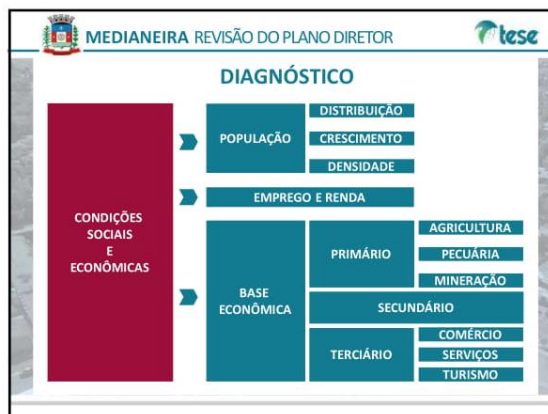 MEDIANEIRA REVISÃO DO PLANO DIRETOR
tese
DIAGNÓSTICO
CONDIÇÕES
SOCIAIS
E
ECONÔMICAS
POPULAÇÃO
DISTRIBUIÇÃO
CRESCIMENTO
DENSIDADE
EMPREGO E RENDA
BASE
ECONÔMICA
PRIMÁRIO
AGRICULTURA
PECUÁRIA
MINERAÇÃO
SECUNDÁRIO
TERCIÁRIO
COMÉRCIO
SERVIÇOS
TURISMO